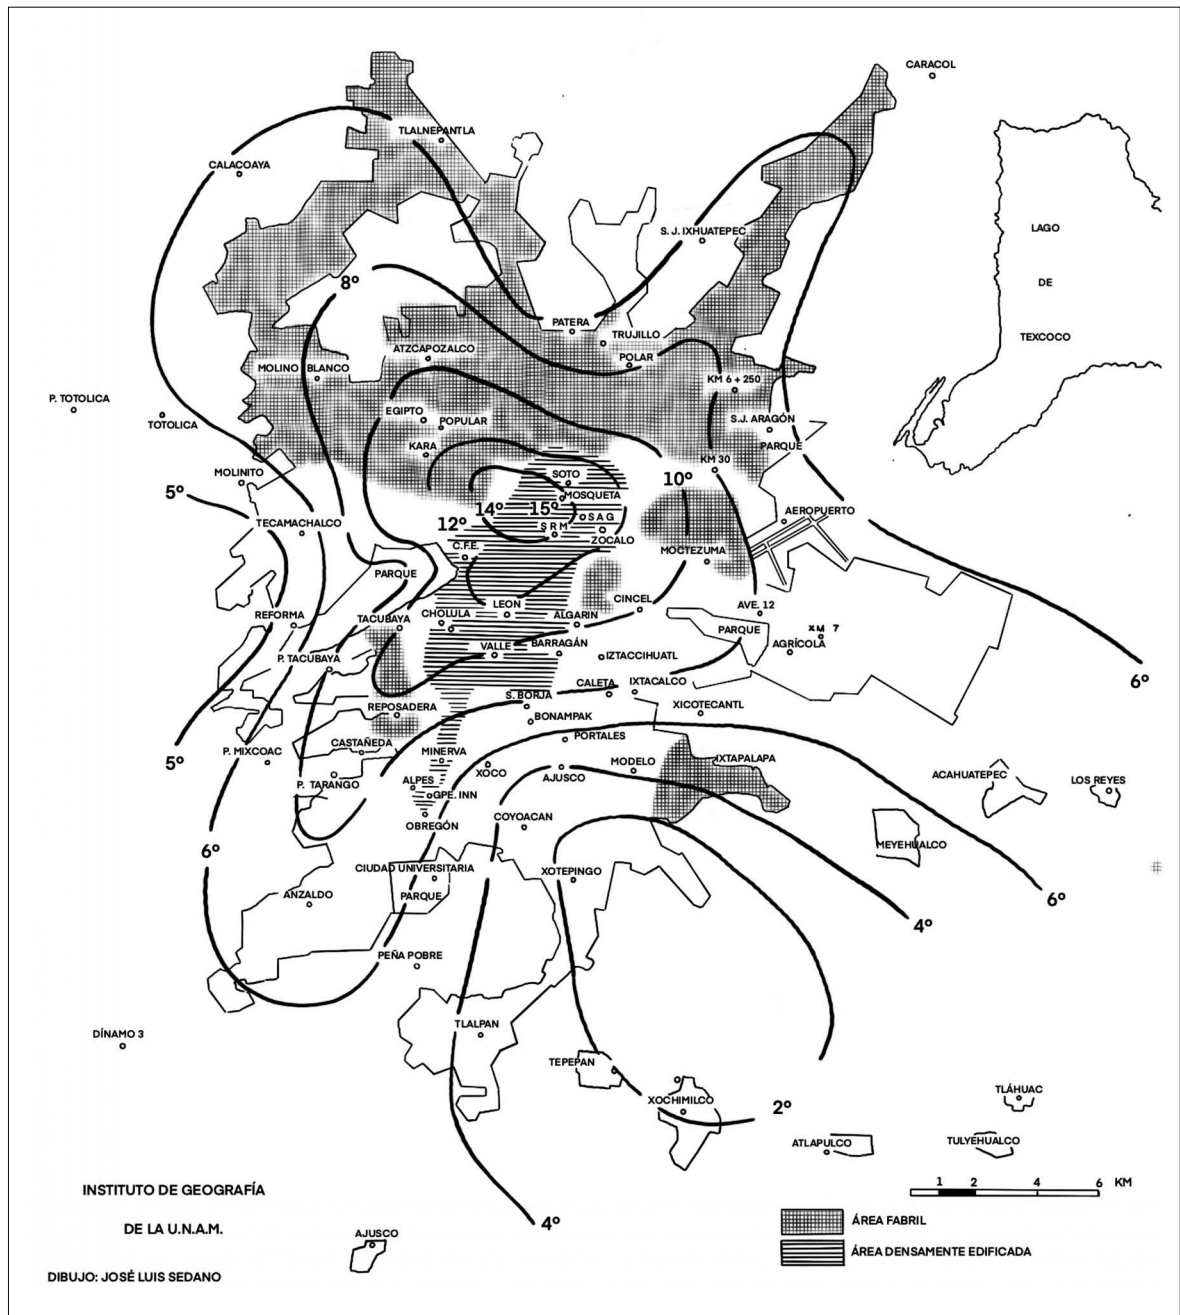 CARACOL
TLALNEPANTLA
CALACOAYA
S. J. IXHUATEPEC
LAGO
DE
TEXCOCO
8º
PATERA
TRUJILLO
ATZCAPOZALCO
POLAR
MOLINO BLANCO
KM 6 + 250
P. TOTOLICA
TOTOLICA
EGIPTO
POPULAR
S.J. ARAGÓN
PARQUE
KARA
KM 30
MOLINITO
SOTO
10º
5º
MOSQUETA
14º
15º
AEROPUERTO
SAG
TECAMACHALCO
12º
SRM
ZOCALO
C.F.E.
MOCTEZUMA
PARQUE
LEON
CINCEL
AVE. 12
REFORMA
TACUBAYA
CHOLULA
ALGARIN
PARQUE
XM 7
AGRÍCOLA
VALLE
BARRAGÁN
IZTACCIHUATL
P. TACUBAYA
6º
CALETA
IXTACALCO
S. BORJA
XICOTECANTL
REPOSADERA
BONAMPAK
PORTALES
CASTAÑEDA
P. MIXCOAC
MINERVA
IXTAPALAPA
5º
XOCO
AJUSCO
MODELO
ACAHUATEPEC
LOS REYES
P. TARANGO
ALPES
GPE. INN
COYOACAN
OBREGÓN
MEYEHUALCO
6º
CIUDAD UNIVERSITARIA
XOTEPINGO
ANZALDO
PARQUE
6º
4º
PEÑA POBRE
DÍNAMO 3
TLALPAN
TEPEPAN
TLÁHUAC
XOCHIMILCO
2º
ATLAPULCO
TULYEHUALCO
INSTITUTO DE GEOGRAFÍA
DE LA U.N.A.M.
DIBUJO: JOSÉ LUIS SEDANO
AJUSCO
4º
1 2 4 6 KM
ÁREA FABRIL
ÁREA DENSAMENTE EDIFICADA